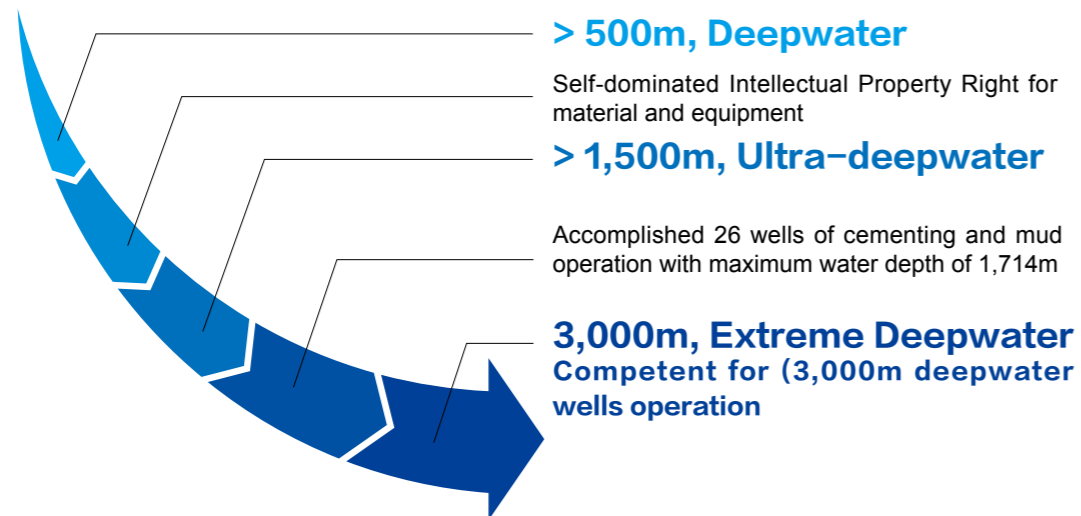 > 500m, Deepwater
Self-dominated Intellectual Property Right for
material and equipment
> 1,500m, Ultra-deepwater
Accomplished 26 wells of cementing and mud
operation with maximum water depth of 1,714m
3,000m, Extreme Deepwater
Competent for (3,000m deepwater
wells operation